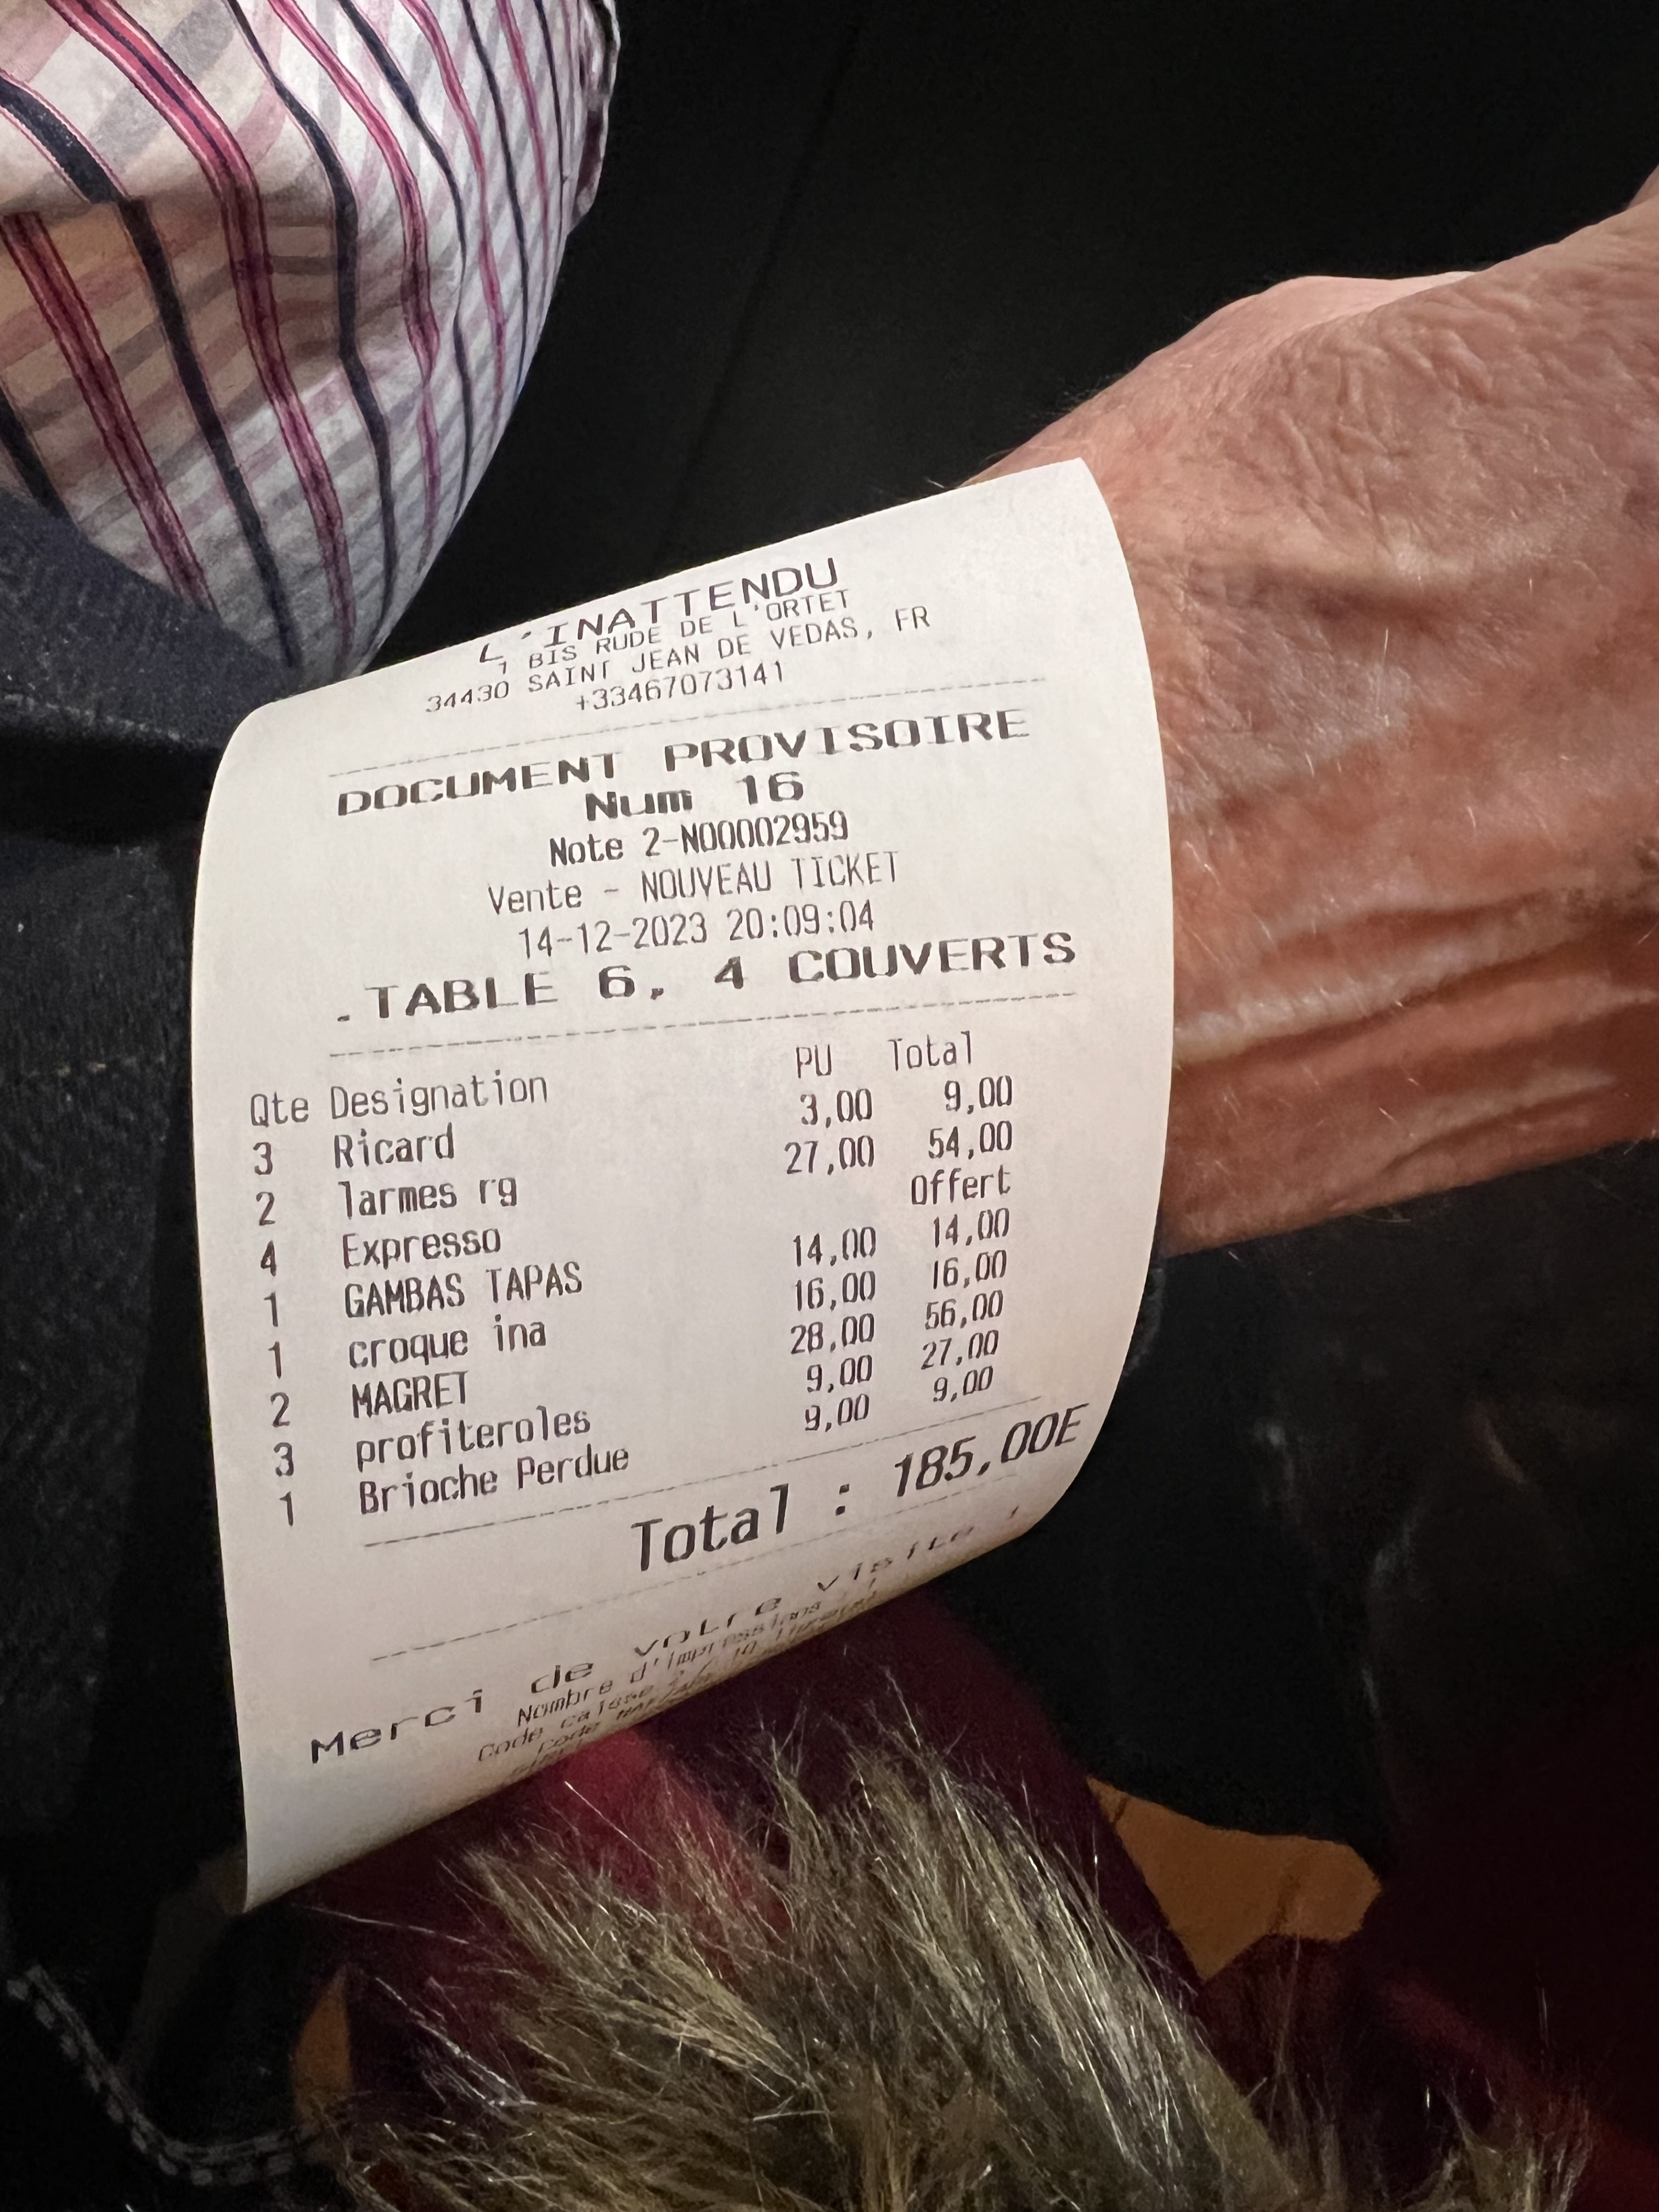 L'INATTENDU
1 BIS RUDE DE L'ORTET
34430 SAINT JEAN DE VEDAS, FR
+33467073141
DOCUMENT PROVISOIRE
Num 16
Note 2-N00002959
Vente - NOUVEAU TICKET
14-12-2023 20:09:04
.TABLE 6, 4 COUVERTS
Qte Designation PU Total
3 Ricard 3,00 9,00
2 larmes rg 27,00 54,00
4 Expresso Offert
1 GAMBAS TAPAS 14,00 14,00
1 croque ina 16,00 16,00
2 MAGRET 28,00 56,00
3 profiteroles 9,00 27,00
1 Brioche Perdue 9,00 9,00
Total : 185,00E
Merci de votre visite !
Nombre d'impressions
Code caisse